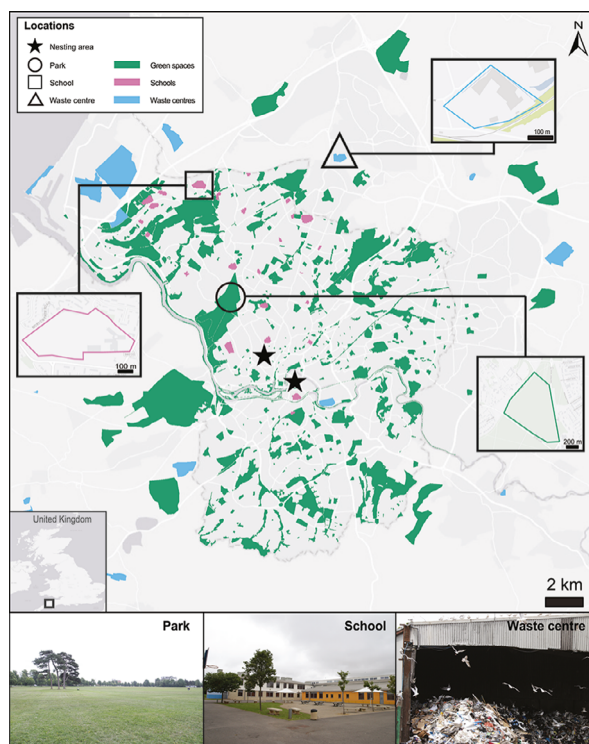 Locations
Nesting area
Park
School
Waste centre
Green spaces
Schools
Waste centres
N
100 m
100 m
200 m
United Kingdom
2 km
Park
School
Waste centre